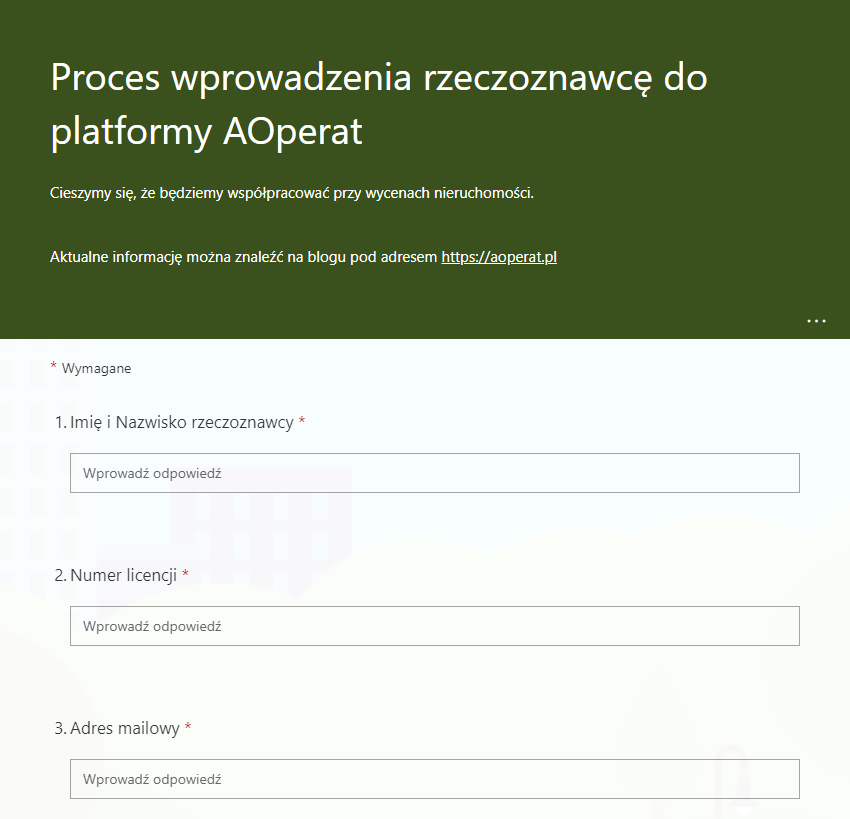 Proces wprowadzenia rzeczoznawcę do
platformy AOperat
Cieszymy się, że będziemy współpracować przy wycenach nieruchomości.
Aktualne informację można znaleźć na blogu pod adresem https://aoperat.pl
...
* Wymagane
1. Imię i Nazwisko rzeczoznawcy *
Wprowadź odpowiedź
2. Numer licencji *
Wprowadź odpowiedź
3. Adres mailowy *
Wprowadź odpowiedź